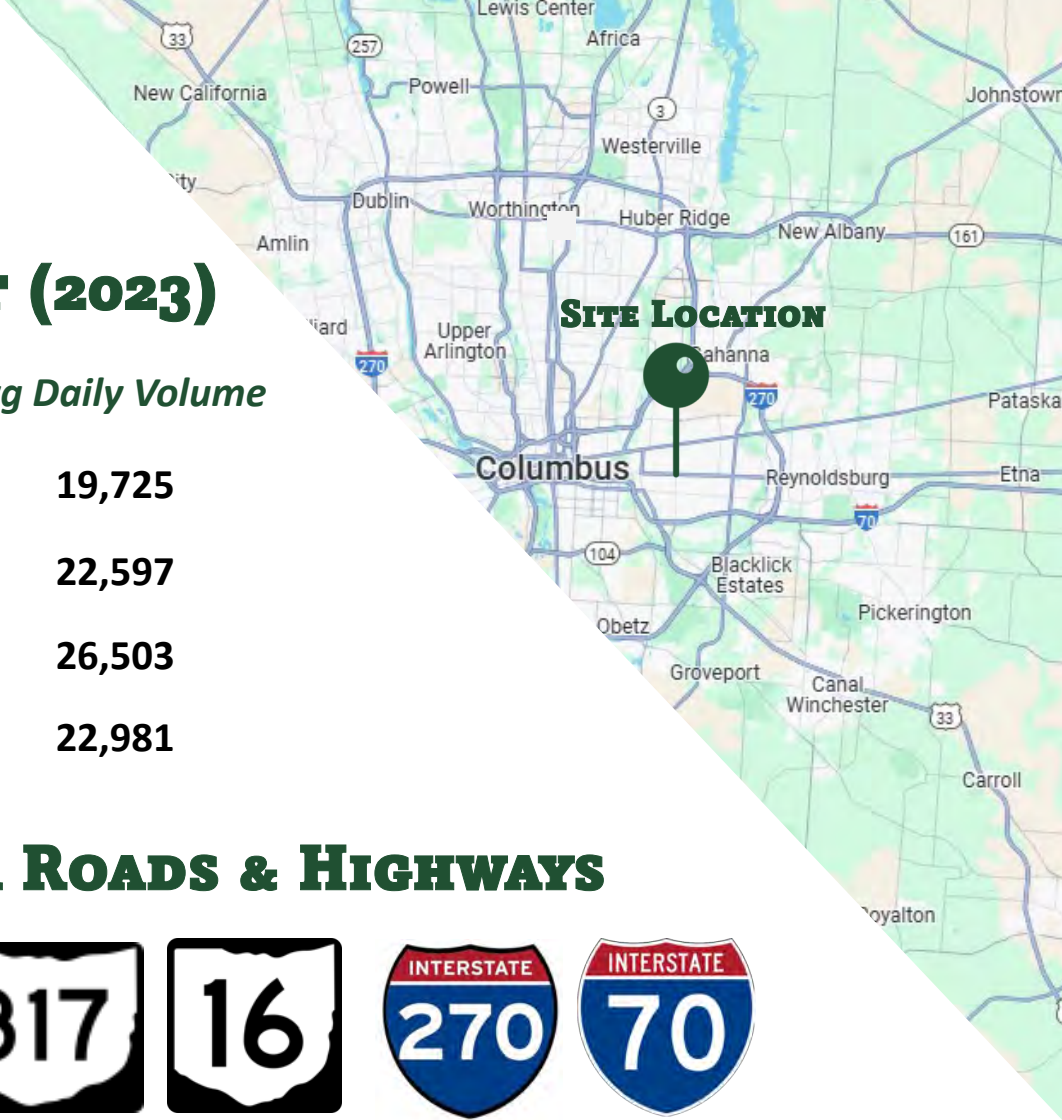 Lewis Center
33
257
Africa
Powell
New California
3
Johnstown
Westerville
Dublin
Worthington
Huber Ridge
New Albany
161
Amlin
(2023)
Site Location
Upper
Arlington
270
270
Daily Volume
Columbus
Reynoldsburg
Etna
19,725
70
104
22,597
Blacklick
Estates
Pickerington
Obetz
26,503
Groveport
Canal
Winchester
33
22,981
Carroll
Roads & Highways
317
16
INTERSTATE
270
INTERSTATE
70